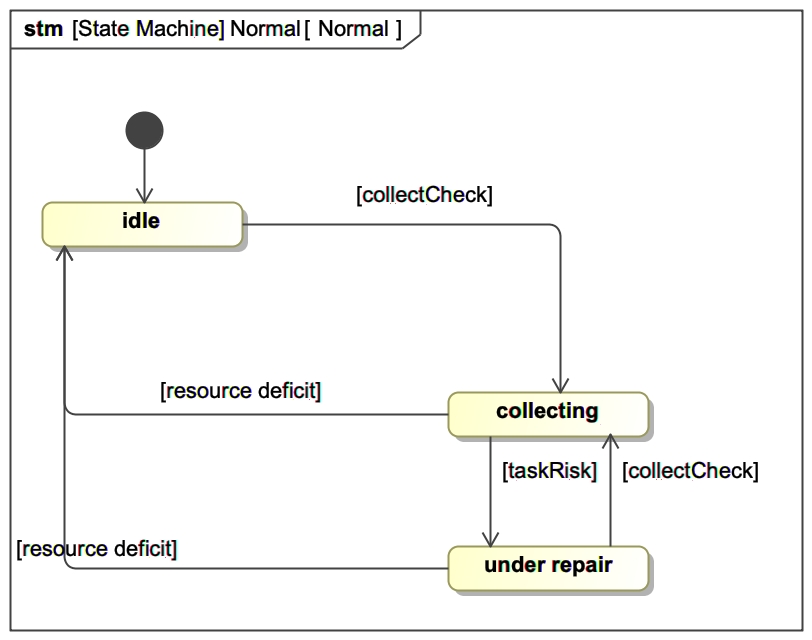 stm [State Machine] Normal [ Normal ]
[collectCheck]
idle
[resource deficit]
collecting
[taskRisk]
[collectCheck]
[resource deficit]
under repair